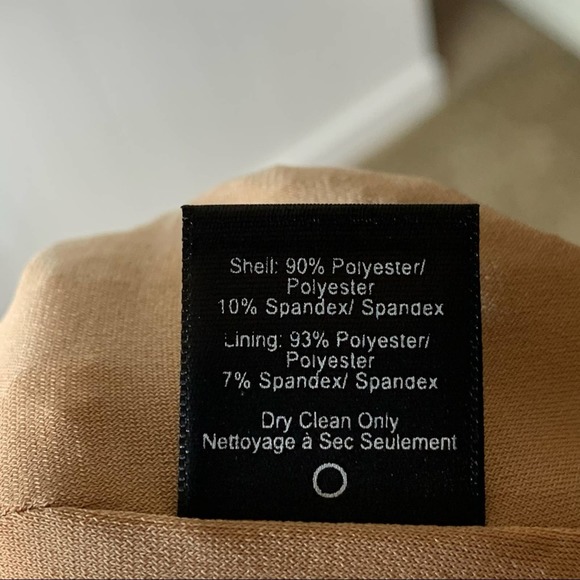 Shell: 90% Polyester/
Polyester
10% Spandex/ Spandex
Lining: 93% Polyester/
Polyester
7% Spandex/ Spandex
Dry Clean Only
Nettoyage à Sec Seulement